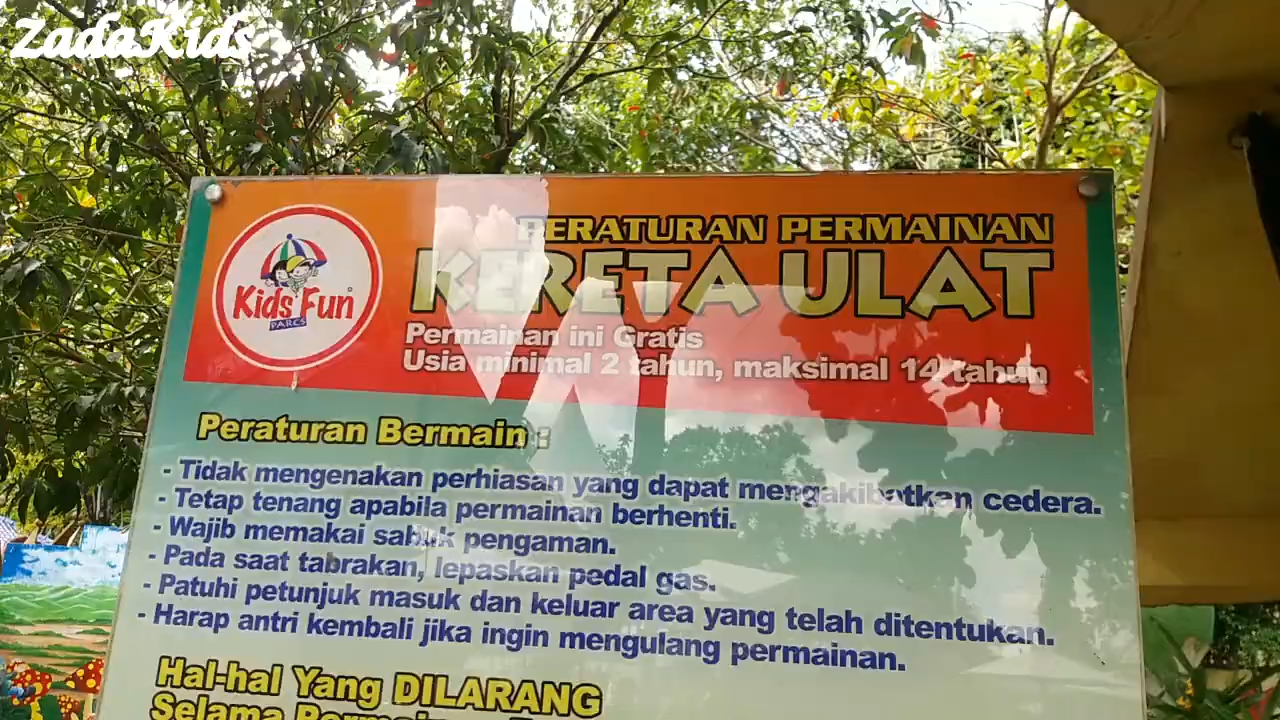 ZadaKids
Kids Fun
PARCS
PERATURAN PERMAINAN
KERETA ULAT
Permainan ini Gratis
Usia minimal 2 tahun, maksimal 14 tahun
Peraturan Bermain :
- Tidak mengenakan perhiasan yang dapat mengakibatkan cedera.
- Tetap tenang apabila permainan berhenti.
- Wajib memakai sabuk pengaman.
- Pada saat tabrakan, lepaskan pedal gas.
- Patuhi petunjuk masuk dan keluar area yang telah ditentukan.
- Harap antri kembali jika ingin mengulang permainan.
Hal-hal Yang DILARANG
Selama